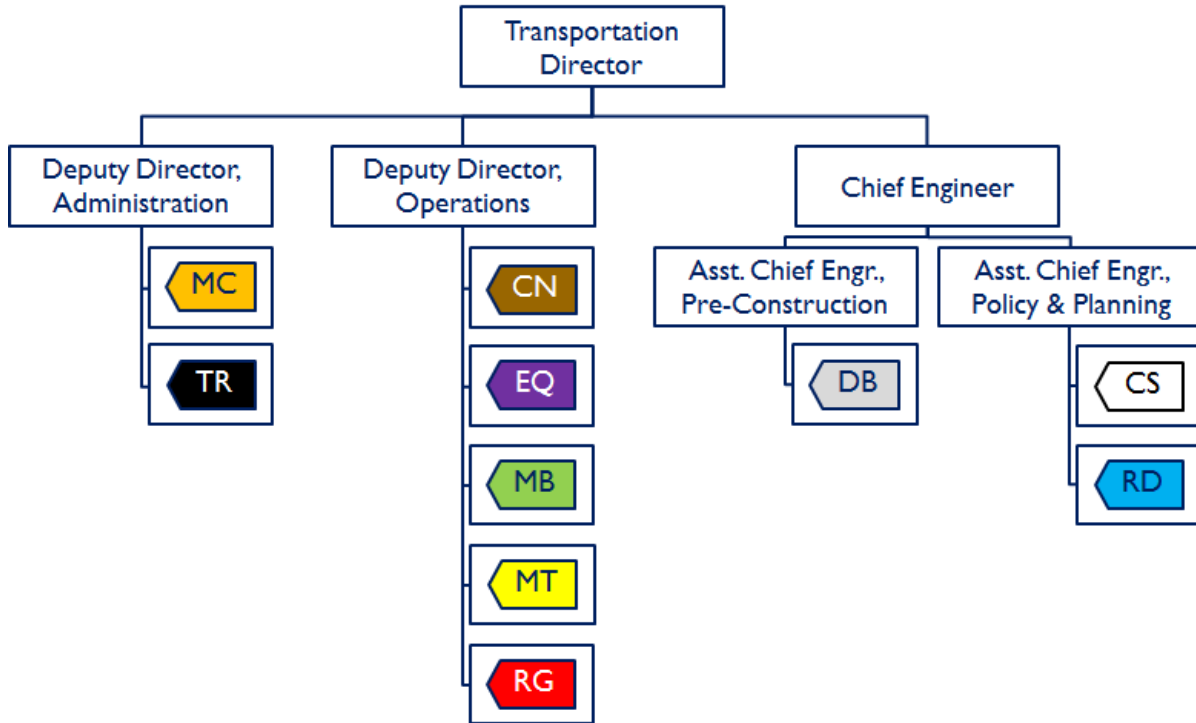 Transportation
Director
Deputy Director,
Administration
Deputy Director,
Operations
Chief Engineer
Asst. Chief Engr.,
Pre-Construction
Asst. Chief Engr.,
Policy & Planning
MC
TR
CN
EQ
MB
MT
RG
DB
CS
RD